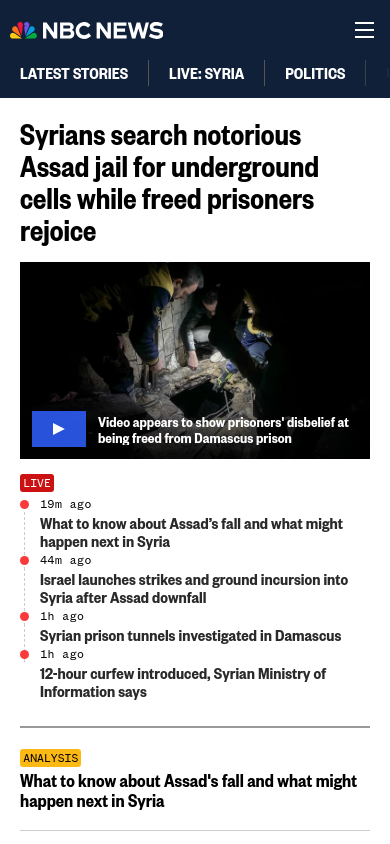 NBC NEWS
LATEST STORIES
LIVE: SYRIA
POLITICS
Syrians search notorious
Assad jail for underground
cells while freed prisoners
rejoice
Video appears to show prisoners' disbelief at
being freed from Damascus prison
LIVE
19m ago
What to know about Assad’s fall and what might
happen next in Syria
44m ago
Israel launches strikes and ground incursion into
Syria after Assad downfall
1h ago
Syrian prison tunnels investigated in Damascus
1h ago
12-hour curfew introduced, Syrian Ministry of
Information says
ANALYSIS
What to know about Assad's fall and what might
happen next in Syria